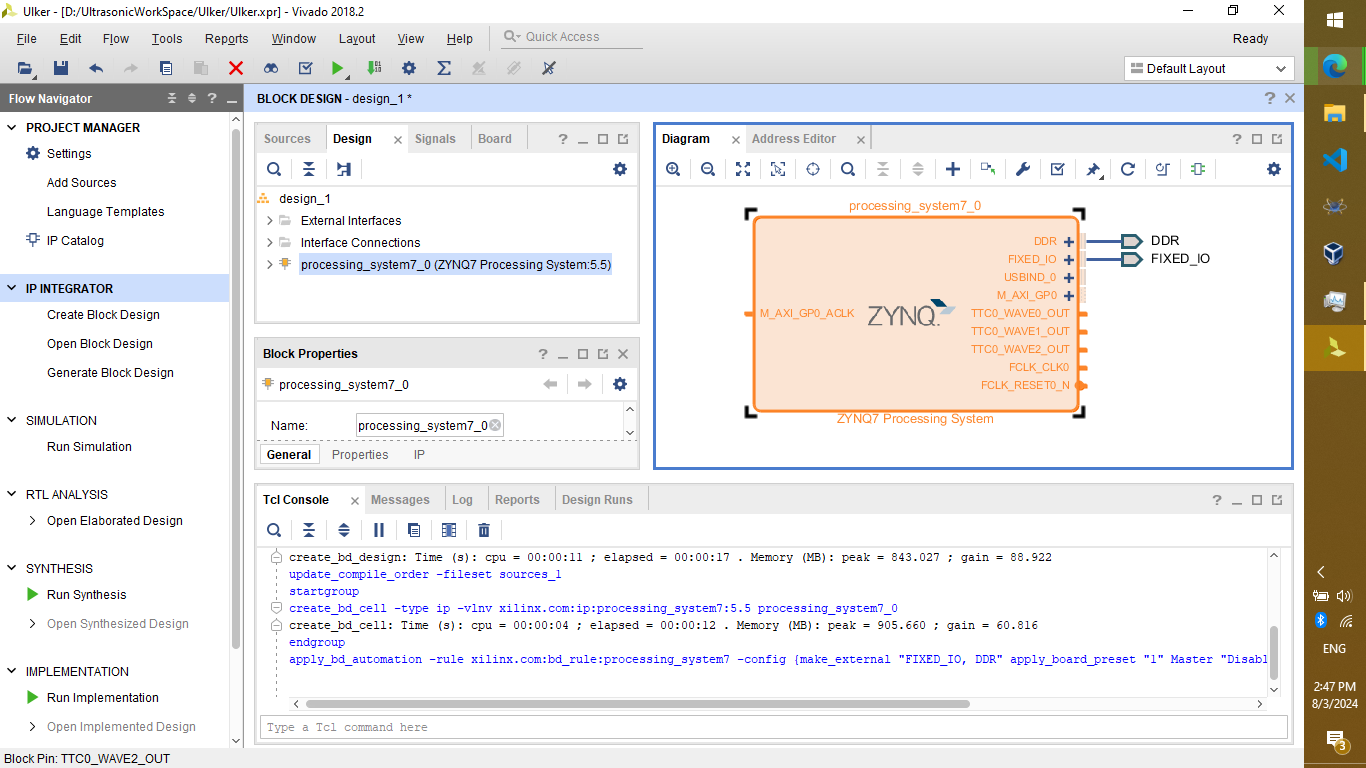 Ulker - [D:/UltrasonicWorkSpace/Ulker/Ulker.xpr] - Vivado 2018.2
File Edit Flow Tools Reports Window Layout View Help Quick Access Ready
Default Layout
Flow Navigator
PROJECT MANAGER
Settings
Add Sources
Language Templates
IP Catalog
IP INTEGRATOR
Create Block Design
Open Block Design
Generate Block Design
SIMULATION
Run Simulation
RTL ANALYSIS
Open Elaborated Design
SYNTHESIS
Run Synthesis
Open Synthesized Design
IMPLEMENTATION
Run Implementation
Open Implemented Design
BLOCK DESIGN - design_1 *
Sources Design Signals Board
design_1
External Interfaces
Interface Connections
processing_system7_0 (ZYNQ7 Processing System:5.5)
Block Properties
processing_system7_0
Name: processing_system7_0
General Properties IP
Diagram Address Editor
processing_system7_0
DDR
FIXED_IO
USBIND_0
M_AXI_GP0
TTC0_WAVE0_OUT
TTC0_WAVE1_OUT
TTC0_WAVE2_OUT
FCLK_CLK0
FCLK_RESET0_N
M_AXI_GP0_ACLK
ZYNQ.
ZYNQ7 Processing System
DDR
FIXED_IO
Tcl Console Messages Log Reports Design Runs
create_bd_design: Time (s): cpu = 00:00:11 ; elapsed = 00:00:17 . Memory (MB): peak = 843.027 ; gain = 88.922
update_compile_order -fileset sources_1
startgroup
create_bd_cell -type ip -vlnv xilinx.com:ip:processing_system7:5.5 processing_system7_0
create_bd_cell: Time (s): cpu = 00:00:04 ; elapsed = 00:00:12 . Memory (MB): peak = 905.660 ; gain = 60.816
endgroup
apply_bd_automation -rule xilinx.com:bd_rule:processing_system7 -config {make_external "FIXED_IO, DDR" apply_board_preset "1" Master "Disabl
Type a Tcl command here
Block Pin: TTC0_WAVE2_OUT
ENG
2:47 PM
8/3/2024
3